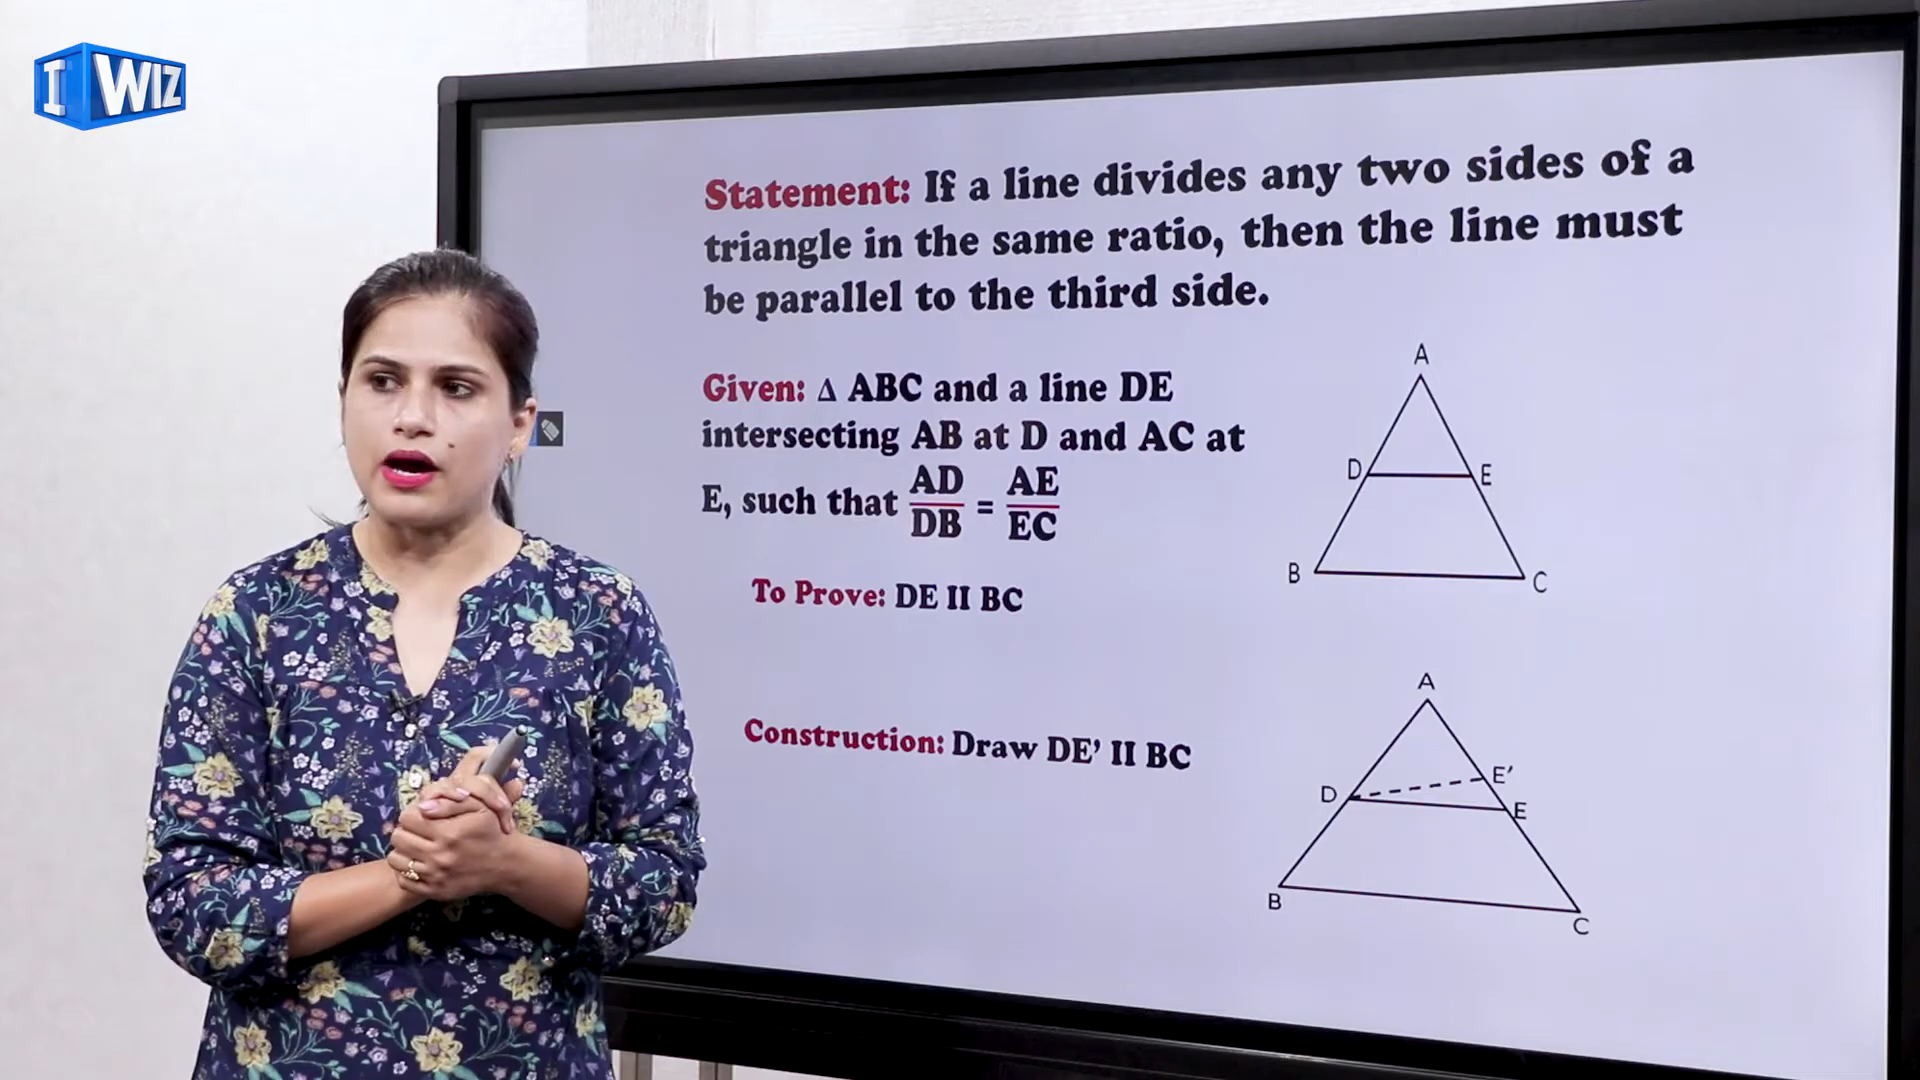 I WIZ
Statement: If a line divides any two sides of a
triangle in the same ratio, then the line must
be parallel to the third side.
Given: Δ ABC and a line DE
intersecting AB at D and AC at
E, such that AD/DB = AE/EC
To Prove: DE II BC
A
D E
B C
Construction: Draw DE’ II BC
A
E’
D
E
B
C